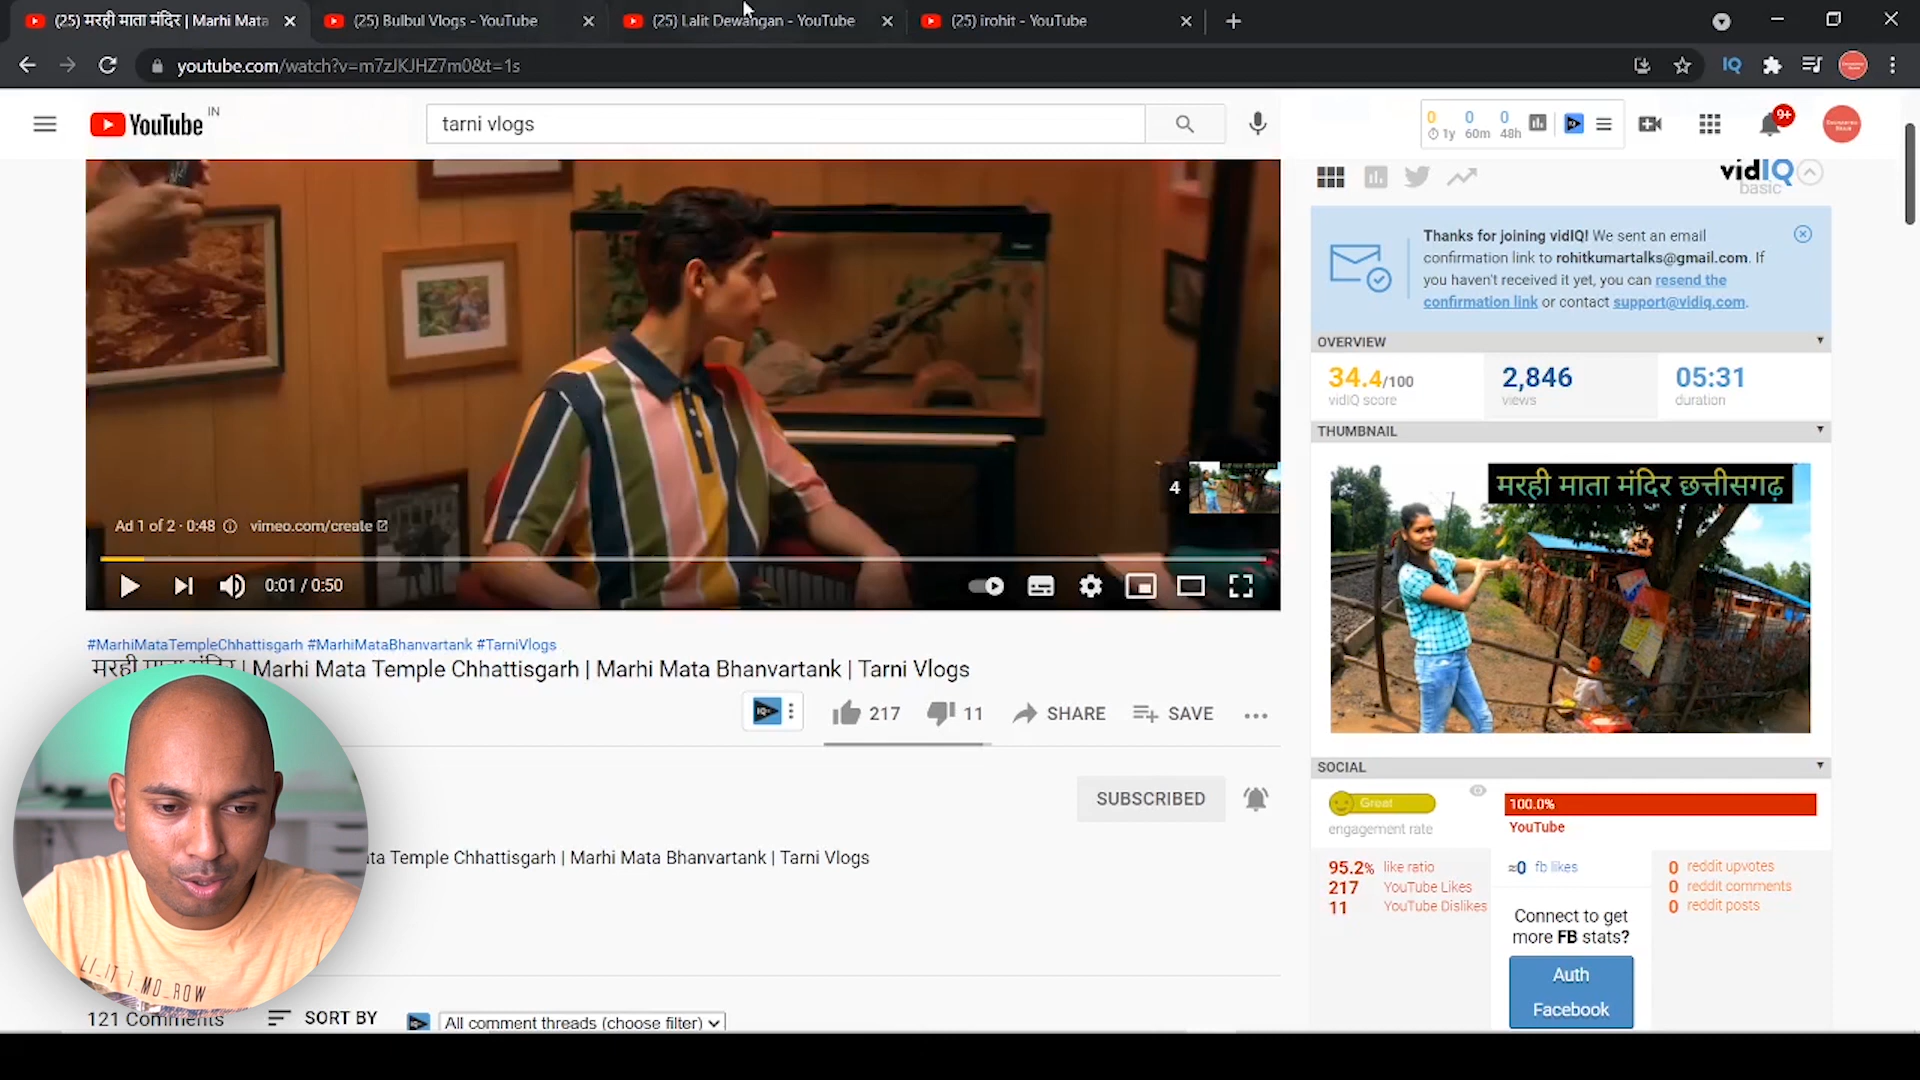 (25) मरही माता मंदिर | Marhi Mata
(25) Bulbul Vlogs - YouTube
(25) Lalit Dewangan - YouTube
(25) irohit - YouTube
youtube.com/watch?v=m7zJKJHZ7m0&t=1s
IQ
YouTube IN
tarni vlogs
0 0 0
1y 60m 48h
9+
vidIQ
basic
Thanks for joining vidIQ! We sent an email
confirmation link to rohitkumartalks@gmail.com. If
you haven't received it yet, you can resend the
confirmation link or contact support@vidiq.com.
OVERVIEW
34.4/100 2,846 05:31
vidIQ score views duration
THUMBNAIL
मरही माता मंदिर छत्तीसगढ़
4
Ad 1 of 2 · 0:48 vimeo.com/create
0:01 / 0:50
#MarhiMataTempleChhattisgarh #MarhiMataBhanvartank #TarniVlogs
मरही माता मंदिर | Marhi Mata Temple Chhattisgarh | Marhi Mata Bhanvartank | Tarni Vlogs
217 11 SHARE SAVE
SUBSCRIBED
Temple Chhattisgarh | Marhi Mata Bhanvartank | Tarni Vlogs
121 Comments SORT BY All comment threads (choose filter)
SOCIAL
Great
engagement rate
100.0%
YouTube
95.2% like ratio
217 YouTube Likes
11 YouTube Dislikes
≈0 fb likes
Connect to get
more FB stats?
Auth
Facebook
0 reddit upvotes
0 reddit comments
0 reddit posts